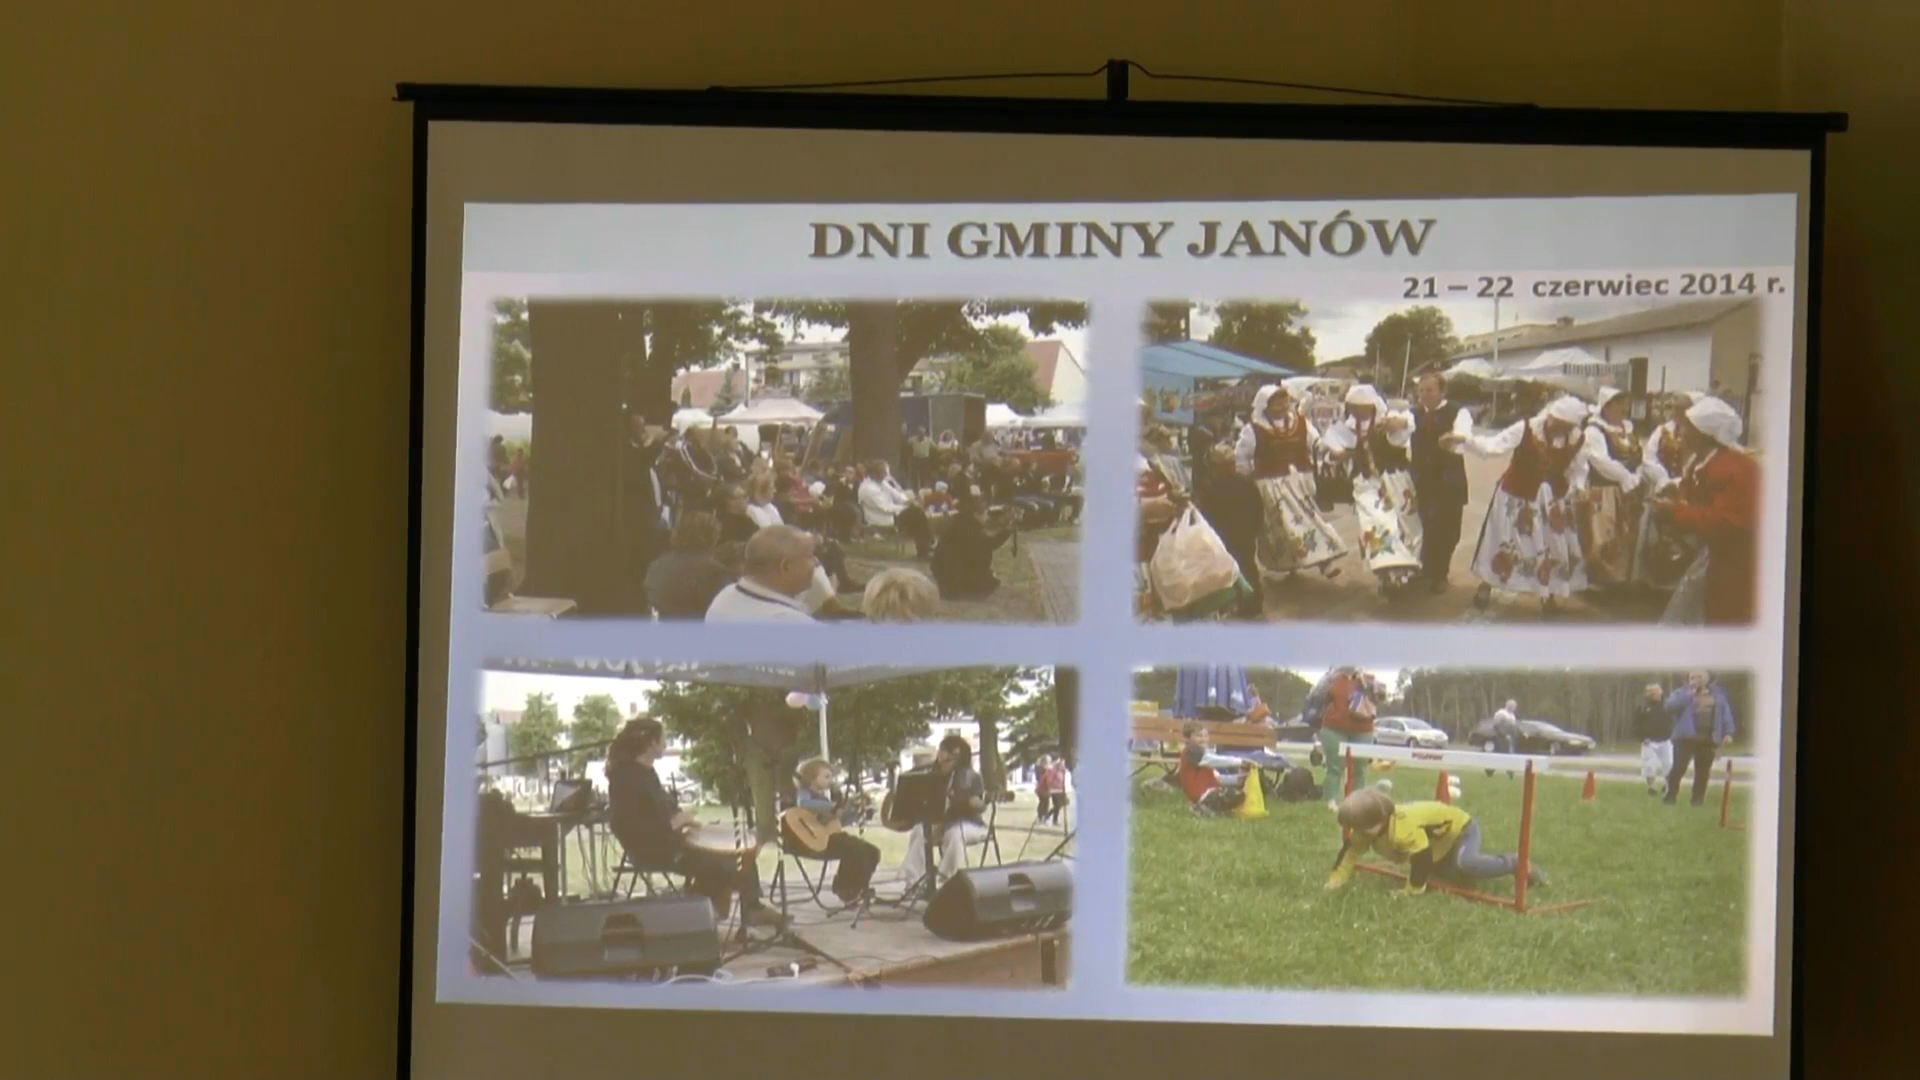 DNI GMINY JANÓW
21 – 22 czerwiec 2014 r.